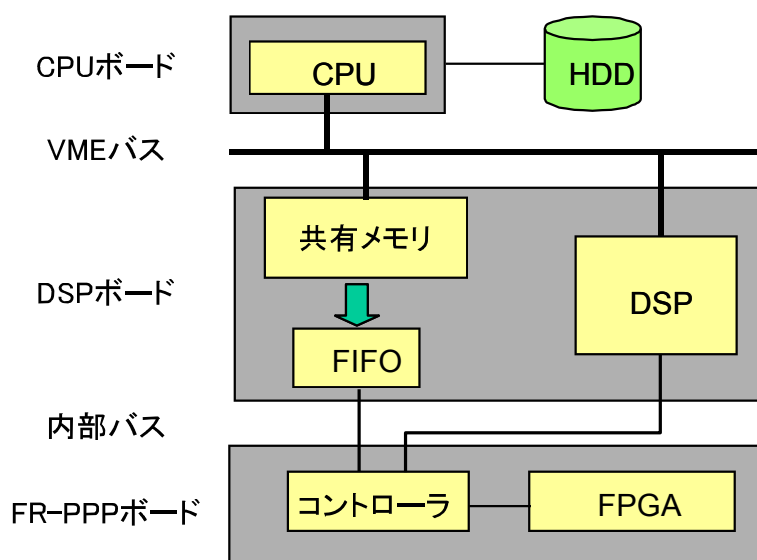 CPUボード
CPU
HDD
VMEバス
共有メモリ
DSPボード
DSP
FIFO
内部バス
FR-PPPボード
コントローラ
FPGA